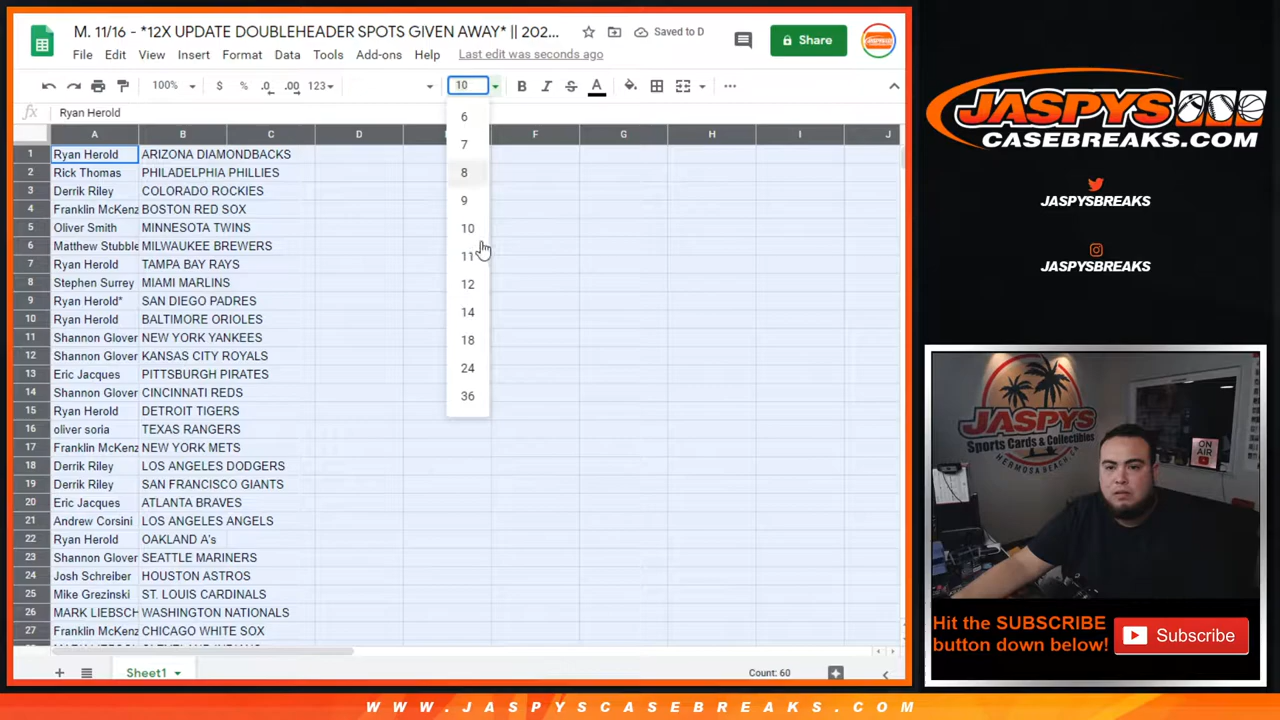 M. 11/16 - *12X UPDATE DOUBLEHEADER SPOTS GIVEN AWAY* || 202...
Saved to D
Share
File Edit View Insert Format Data Tools Add-ons Help Last edit was seconds ago
100% $ % .0 .00 123 10 B I S A
fx Ryan Herold
A B C D F G H I J
1 Ryan Herold ARIZONA DIAMONDBACKS
2 Rick Thomas PHILADELPHIA PHILLIES
3 Derrik Riley COLORADO ROCKIES
4 Franklin McKenz BOSTON RED SOX
5 Oliver Smith MINNESOTA TWINS
6 Matthew Stubble MILWAUKEE BREWERS
7 Ryan Herold TAMPA BAY RAYS
8 Stephen Surrey MIAMI MARLINS
9 Ryan Herold* SAN DIEGO PADRES
10 Ryan Herold BALTIMORE ORIOLES
11 Shannon Glover NEW YORK YANKEES
12 Shannon Glover KANSAS CITY ROYALS
13 Eric Jacques PITTSBURGH PIRATES
14 Shannon Glover CINCINNATI REDS
15 Ryan Herold DETROIT TIGERS
16 oliver soria TEXAS RANGERS
17 Franklin McKenz NEW YORK METS
18 Derrik Riley LOS ANGELES DODGERS
19 Derrik Riley SAN FRANCISCO GIANTS
20 Eric Jacques ATLANTA BRAVES
21 Andrew Corsini LOS ANGELES ANGELS
22 Ryan Herold OAKLAND A's
23 Shannon Glover SEATTLE MARINERS
24 Josh Schreiber HOUSTON ASTROS
25 Mike Grezinski ST. LOUIS CARDINALS
26 MARK LIEBSCH WASHINGTON NATIONALS
27 Franklin McKenz CHICAGO WHITE SOX
6
7
8
9
10
11
12
14
18
24
36
Sheet1
Count: 60
JASPYS
CASEBREAKS.COM
JASPYSBREAKS
JASPYSBREAKS
JASPYS
Sports Cards & Collectibles
HERMOSA BEACH, CA
ON
AIR
Hit the SUBSCRIBE
button down below!
Subscribe
WWW.JASPYSCASEBREAKS.COM